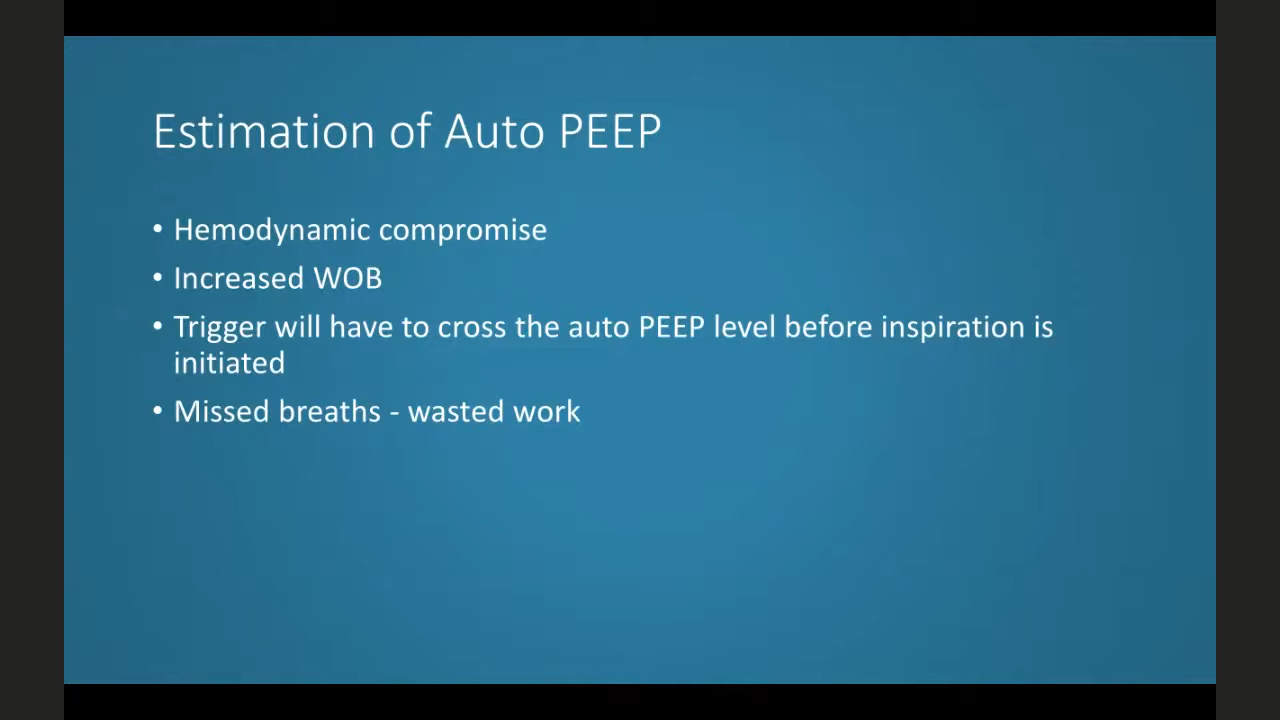 Estimation of Auto PEEP
• Hemodynamic compromise
• Increased WOB
• Trigger will have to cross the auto PEEP level before inspiration is
initiated
• Missed breaths - wasted work